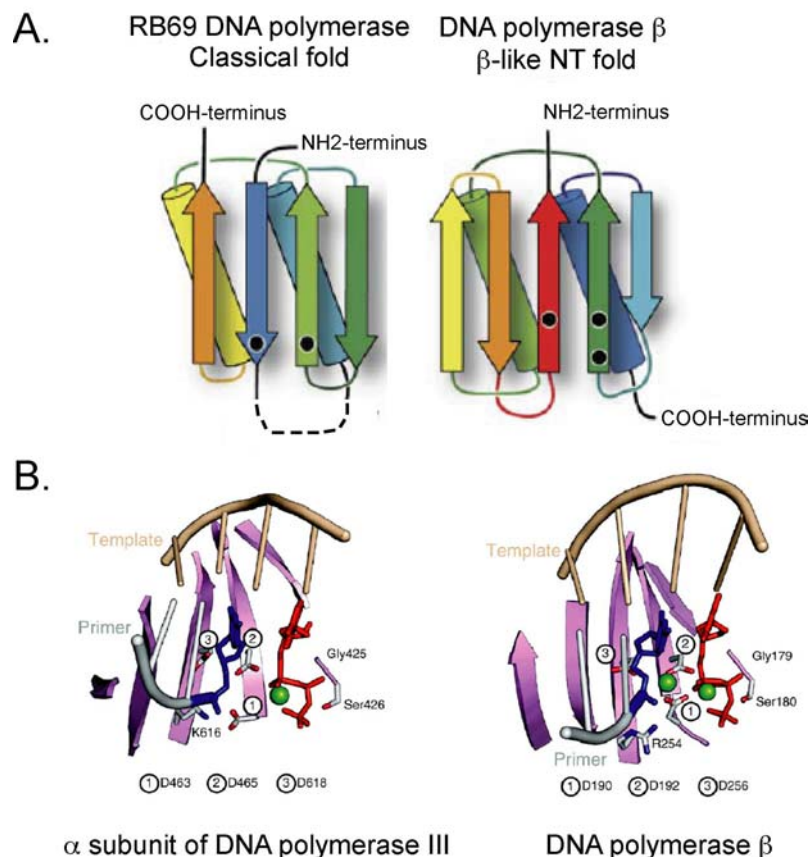 A.
RB69 DNA polymerase
Classical fold
DNA polymerase β
β-like NT fold
COOH-terminus
NH2-terminus
NH2-terminus
COOH-terminus
B.
Template
Primer
3
2
1
Gly425
Ser426
K616
1 D463 2 D465 3 D618
α subunit of DNA polymerase III
Template
Primer
3
2
1
Gly179
Ser180
R254
1 D190 2 D192 3 D256
DNA polymerase β